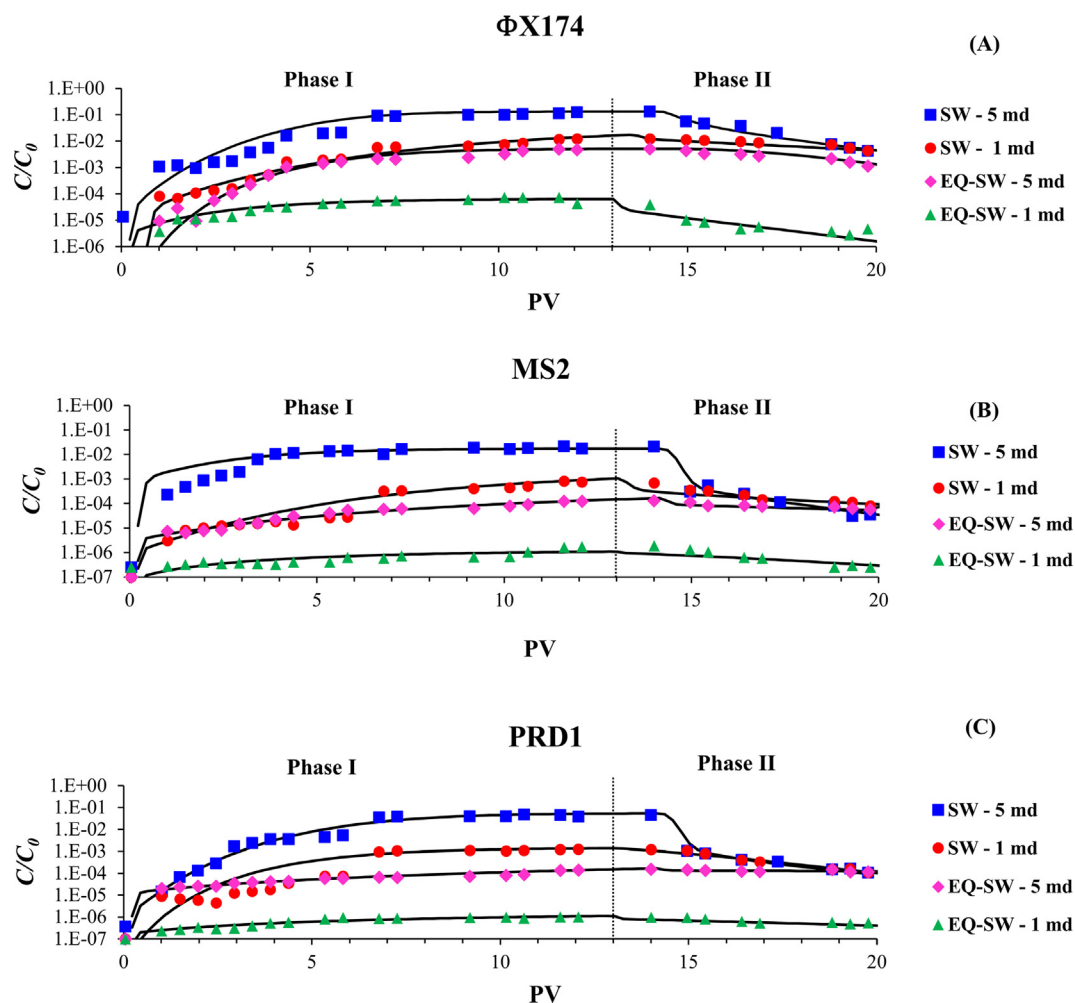 ΦX174
(A)
Phase I
Phase II
C/C0
1.E+00
1.E-01
1.E-02
1.E-03
1.E-04
1.E-05
1.E-06
0
5
10
15
20
PV
SW - 5 md
SW - 1 md
EQ-SW - 5 md
EQ-SW - 1 md
MS2
(B)
Phase I
Phase II
C/C0
1.E+00
1.E-01
1.E-02
1.E-03
1.E-04
1.E-05
1.E-06
1.E-07
0
5
10
15
20
PV
SW - 5 md
SW - 1 md
EQ-SW - 5 md
EQ-SW - 1 md
PRD1
(C)
Phase I
Phase II
C/C0
1.E+00
1.E-01
1.E-02
1.E-03
1.E-04
1.E-05
1.E-06
1.E-07
0
5
10
15
20
PV
SW - 5 md
SW - 1 md
EQ-SW - 5 md
EQ-SW - 1 md